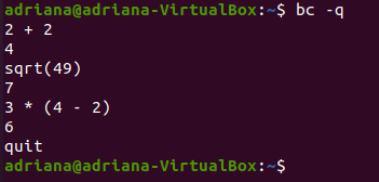 adriana@adriana-VirtualBox:~$ bc -q
2 + 2
4
sqrt(49)
7
3 * (4 - 2)
6
quit
adriana@adriana-VirtualBox:~$